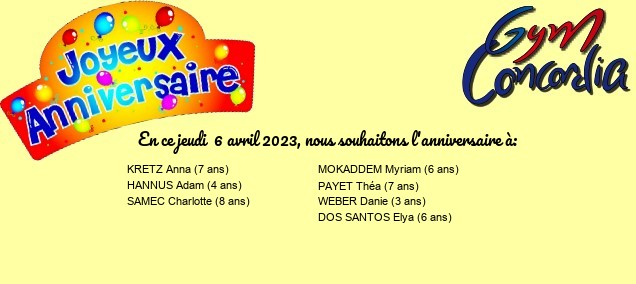 Joyeux
Anniversaire
Gym
Concordia
En ce jeudi 6 avril 2023, nous souhaitons l'anniversaire à:
KRETZ Anna (7 ans)
HANNUS Adam (4 ans)
SAMEC Charlotte (8 ans)
MOKADDEM Myriam (6 ans)
PAYET Théa (7 ans)
WEBER Danie (3 ans)
DOS SANTOS Elya (6 ans)